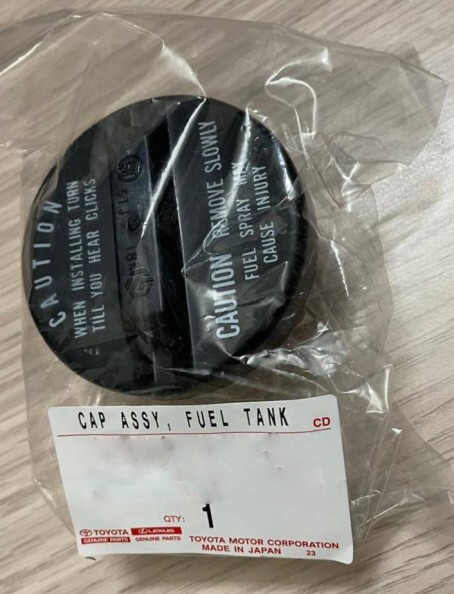 CAUTION
WHEN INSTALLING TURN
TILL YOU HEAR CLICKS
CAUTION REMOVE SLOWLY
FUEL SPRAY MAY
CAUSE INJURY
CAP ASSY, FUEL TANK CD
QTY: 1
TOYOTA LEXUS
GENUINE PARTS GENUINE PARTS
TOYOTA MOTOR CORPORATION
MADE IN JAPAN 23